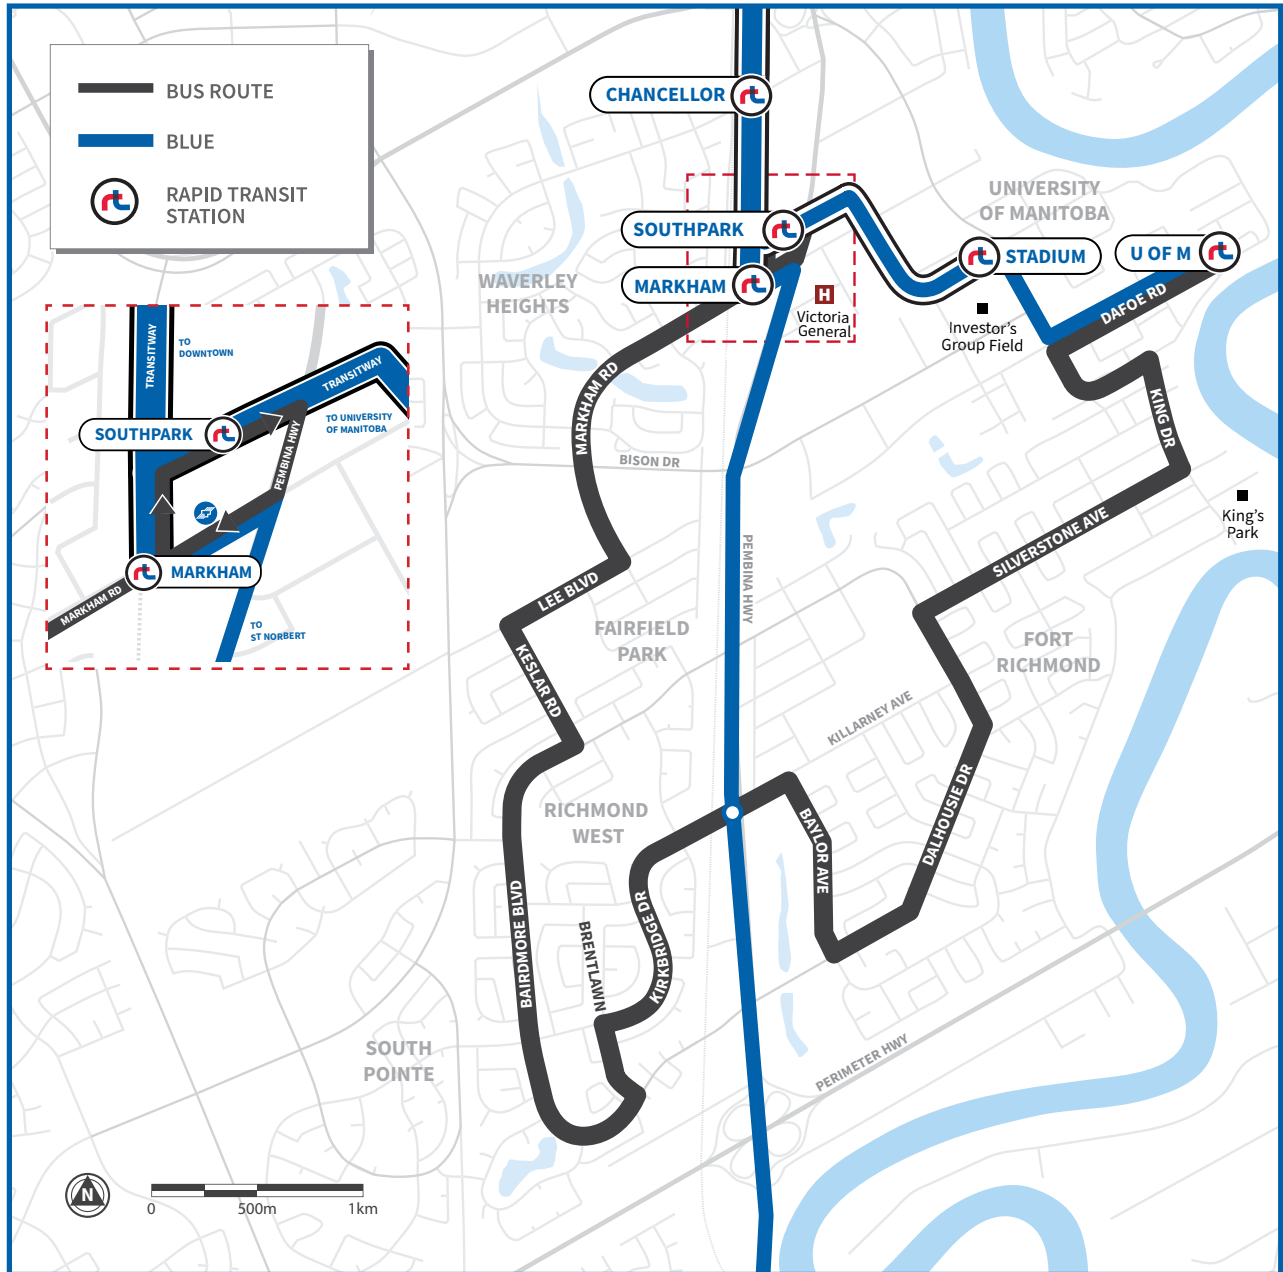 BUS ROUTE
BLUE
RAPID TRANSIT
STATION
CHANCELLOR
SOUTHPARK
MARKHAM
UNIVERSITY
OF MANITOBA
STADIUM
U OF M
DAFOE RD
H
Victoria
General
Investor's
Group Field
WAVERLEY
HEIGHTS
TRANSITWAY
TO
DOWNTOWN
TRANSITWAY
TO UNIVERSITY
OF MANITOBA
SOUTHPARK
PEMBINA HWY
MARKHAM
MARKHAM RD
TO
ST NORBERT
MARKHAM RD
BISON DR
KING DR
King's
Park
PEMBINA HWY
SILVERSTONE AVE
LEE BLVD
FAIRFIELD
PARK
FORT
RICHMOND
KESLAR RD
KILLARNEY AVE
RICHMOND
WEST
BAYLOR AVE
DALHOUSIE DR
BAIRDMORE BLVD
BRENTLAWN
KIRKBRIDGE DR
SOUTH
POINTE
PERIMETER HWY
N
0
500m
1km